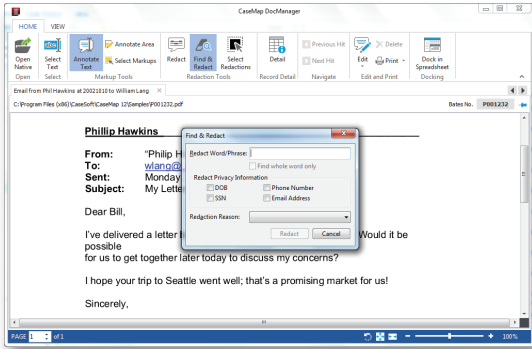 CaseMap DocManager
HOME VIEW
Open Native
Select Text
Annotate Text
Annotate Area
Select Markups
Redact
Find & Redact
Select Redactions
Detail
Previous Hit
Next Hit
Edit
Delete
Print
Dock in Spreadsheet
Open Select Markup Tools Redaction Tools Record Detail Navigate Edit and Print Docking
Email from Phil Hawkins at 20021010 to William Lang
C:\Program Files (x86)\CaseSoft\CaseMap 12\Samples\P001232.pdf
Bates No. P001232
Phillip Hawkins
From: "Philip H
To: wlang@
Sent: Monday
Subject: My Lette
Dear Bill,
I've delivered a letter
Would it be
possible
for us to get together later today to discuss my concerns?
I hope your trip to Seattle went well; that's a promising market for us!
Sincerely,
Find & Redact
Redact Word/Phrase:
Find whole word only
Redact Privacy Information
DOB Phone Number
SSN Email Address
Redaction Reason:
Redact Cancel
PAGE 1 of 1
100%